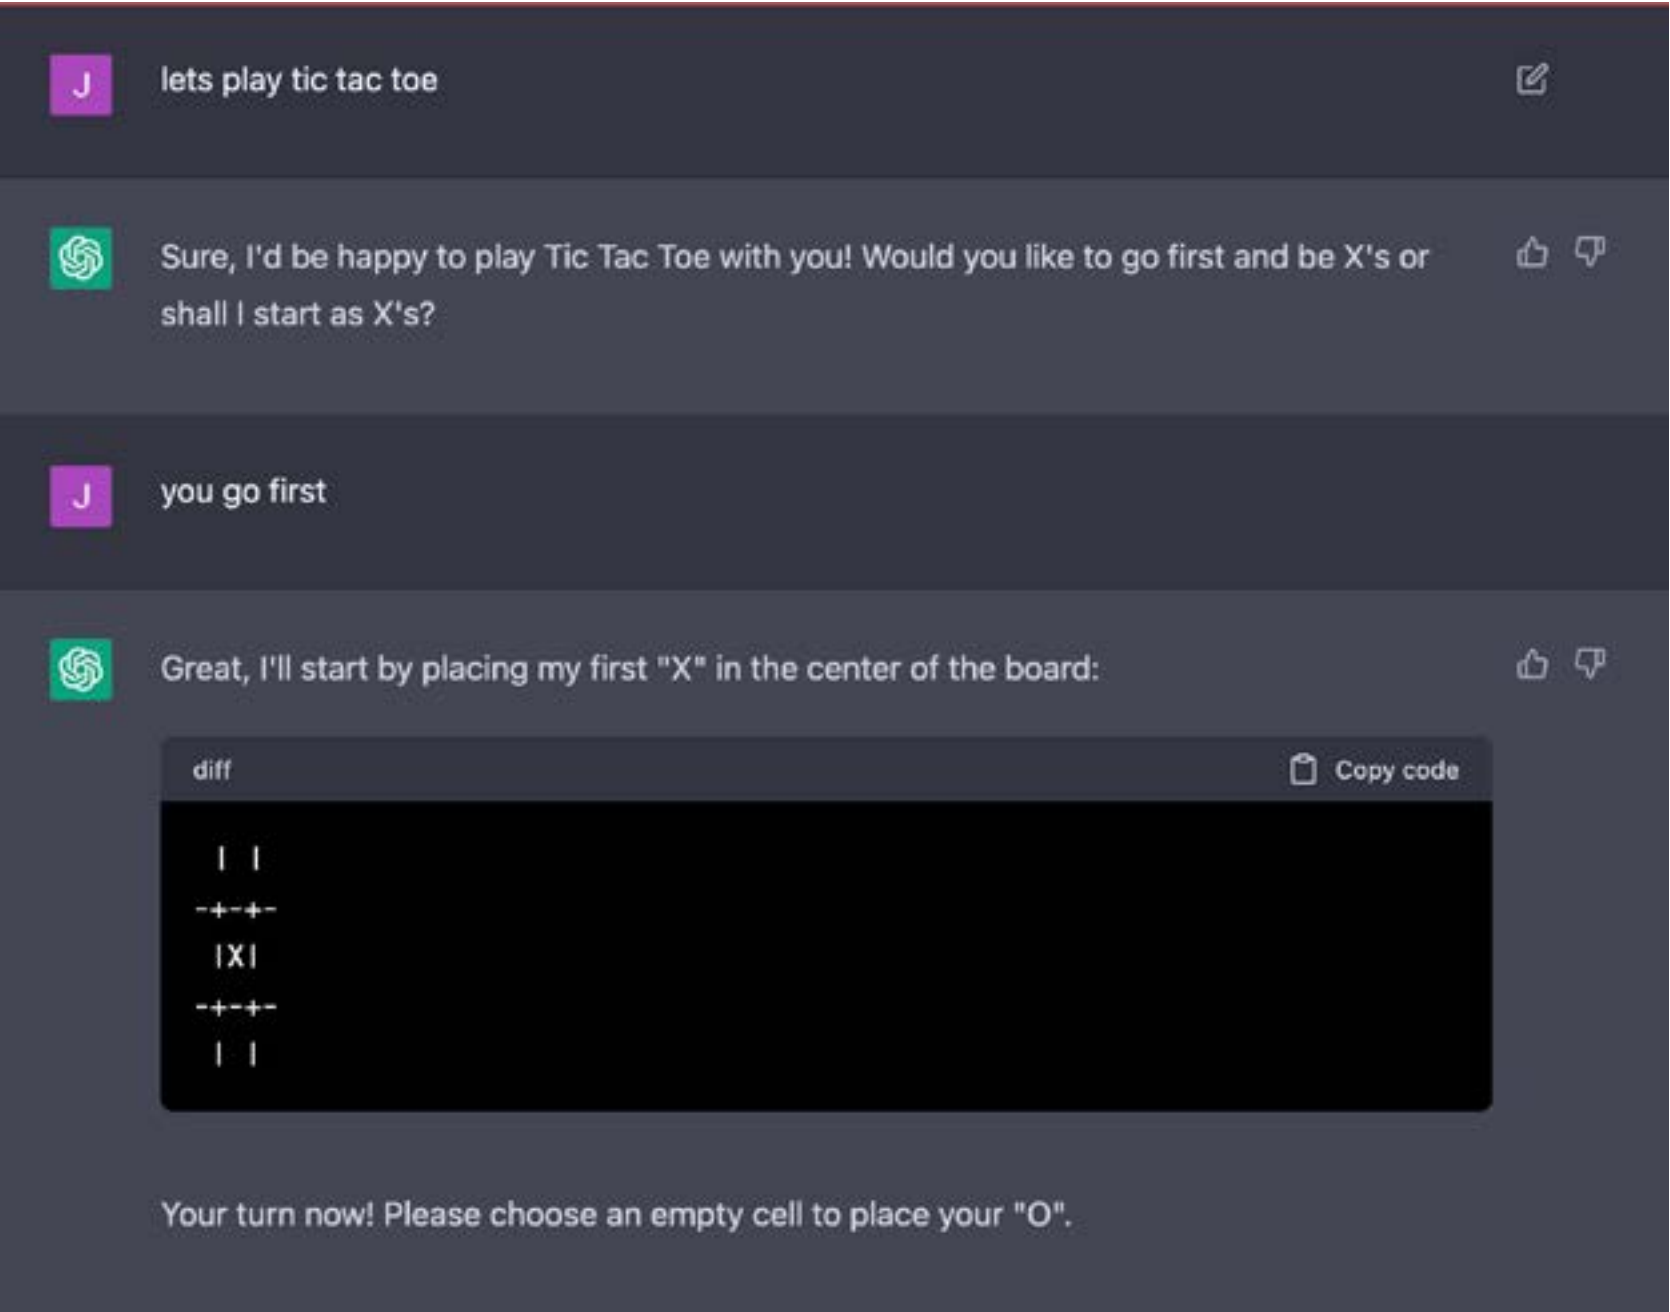 J
lets play tic tac toe
Sure, I'd be happy to play Tic Tac Toe with you! Would you like to go first and be X's or
shall I start as X's?
J
you go first
Great, I'll start by placing my first "X" in the center of the board:
diff Copy code
 | |
-+-+-
 |X|
-+-+-
 | |
Your turn now! Please choose an empty cell to place your "O".